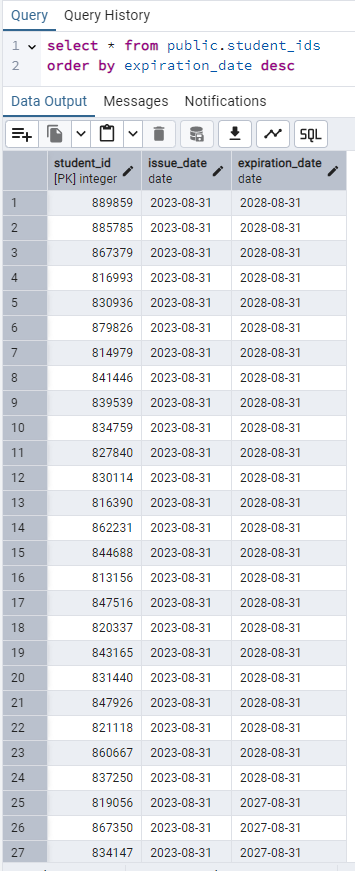 Query Query History
1 select * from public.student_ids
2 order by expiration_date desc
Data Output Messages Notifications
SQL
student_id issue_date expiration_date
[PK] integer date date
1 889859 2023-08-31 2028-08-31
2 885785 2023-08-31 2028-08-31
3 867379 2023-08-31 2028-08-31
4 816993 2023-08-31 2028-08-31
5 830936 2023-08-31 2028-08-31
6 879826 2023-08-31 2028-08-31
7 814979 2023-08-31 2028-08-31
8 841446 2023-08-31 2028-08-31
9 839539 2023-08-31 2028-08-31
10 834759 2023-08-31 2028-08-31
11 827840 2023-08-31 2028-08-31
12 830114 2023-08-31 2028-08-31
13 816390 2023-08-31 2028-08-31
14 862231 2023-08-31 2028-08-31
15 844688 2023-08-31 2028-08-31
16 813156 2023-08-31 2028-08-31
17 847516 2023-08-31 2028-08-31
18 820337 2023-08-31 2028-08-31
19 843165 2023-08-31 2028-08-31
20 831440 2023-08-31 2028-08-31
21 847926 2023-08-31 2028-08-31
22 821118 2023-08-31 2028-08-31
23 860667 2023-08-31 2028-08-31
24 837250 2023-08-31 2028-08-31
25 819056 2023-08-31 2027-08-31
26 867350 2023-08-31 2027-08-31
27 834147 2023-08-31 2027-08-31